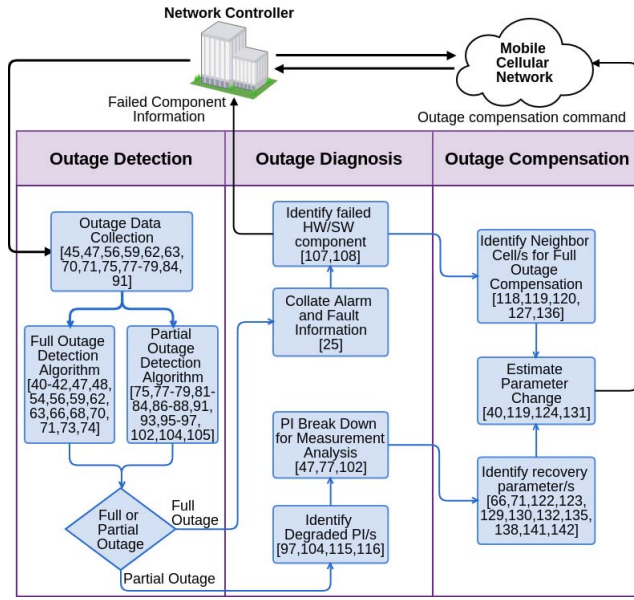 Network Controller
Mobile
Cellular
Network
Failed Component
Information
Outage compensation command
Outage Detection
Outage Diagnosis
Outage Compensation
Outage Data
Collection
[45,47,56,59,62,63,
70,71,75,77-79,84,
91]
Full Outage
Detection
Algorithm
[40-42,47,48,
54,56,59,62,
63,66,68,70,
71,73,74]
Partial
Outage
Detection
Algorithm
[75,77-79,81-
84,86-88,91,
93,95-97,
102,104,105]
Full or
Partial
Outage
Full
Outage
Partial Outage
Identify failed
HW/SW
component
[107,108]
Collate Alarm
and Fault
Information
[25]
PI Break Down
for Measurement
Analysis
[47,77,102]
Identify
Degraded PI/s
[97,104,115,116]
Identify Neighbor
Cell/s for Full
Outage
Compensation
[118,119,120,
127,136]
Estimate
Parameter
Change
[40,119,124,131]
Identify recovery
parameter/s
[66,71,122,123,
129,130,132,135,
138,141,142]